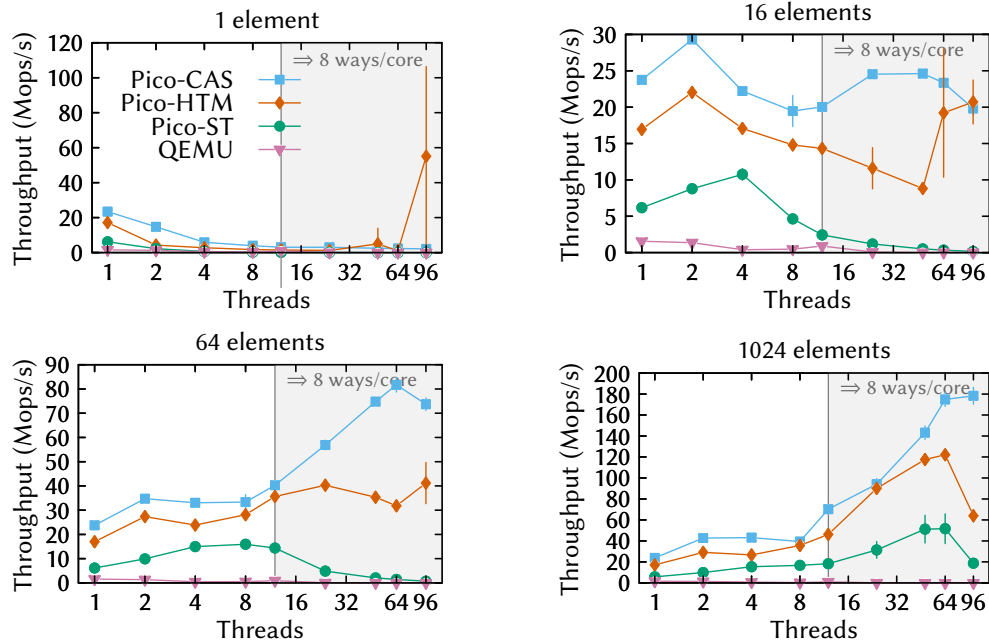 1 element
Throughput (Mops/s)
120
100
80
60
40
20
0
⇒ 8 ways/core
Pico-CAS
Pico-HTM
Pico-ST
QEMU
1 2 4 8 16 32 64 96
Threads
16 elements
Throughput (Mops/s)
30
25
20
15
10
5
0
⇒ 8 ways/core
1 2 4 8 16 32 64 96
Threads
64 elements
Throughput (Mops/s)
90
80
70
60
50
40
30
20
10
0
⇒ 8 ways/core
1 2 4 8 16 32 64 96
Threads
1024 elements
Throughput (Mops/s)
200
180
160
140
120
100
80
60
40
20
0
⇒ 8 ways/core
1 2 4 8 16 32 64 96
Threads